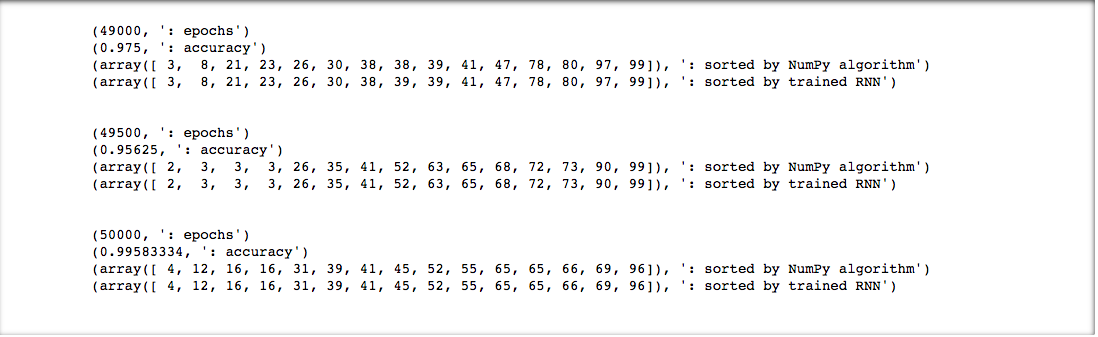 (49000, ': epochs')
(0.975, ': accuracy')
(array([ 3,  8, 21, 23, 26, 30, 38, 38, 39, 41, 47, 78, 80, 97, 99]), ': sorted by NumPy algorithm')
(array([ 3,  8, 21, 23, 26, 30, 38, 39, 39, 41, 47, 78, 80, 97, 99]), ': sorted by trained RNN')
(49500, ': epochs')
(0.95625, ': accuracy')
(array([ 2,  3,  3,  3, 26, 35, 41, 52, 63, 65, 68, 72, 73, 90, 99]), ': sorted by NumPy algorithm')
(array([ 2,  3,  3,  3, 26, 35, 41, 52, 63, 65, 68, 72, 73, 90, 99]), ': sorted by trained RNN')
(50000, ': epochs')
(0.99583334, ': accuracy')
(array([ 4, 12, 16, 16, 31, 39, 41, 45, 52, 55, 65, 65, 66, 69, 96]), ': sorted by NumPy algorithm')
(array([ 4, 12, 16, 16, 31, 39, 41, 45, 52, 55, 65, 65, 66, 69, 96]), ': sorted by trained RNN')